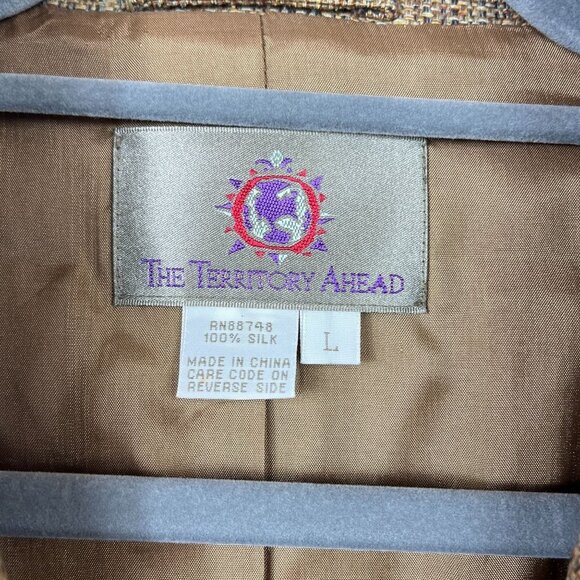 THE TERRITORY AHEAD
RN88748
100% SILK
L
MADE IN CHINA
CARE CODE ON
REVERSE SIDE